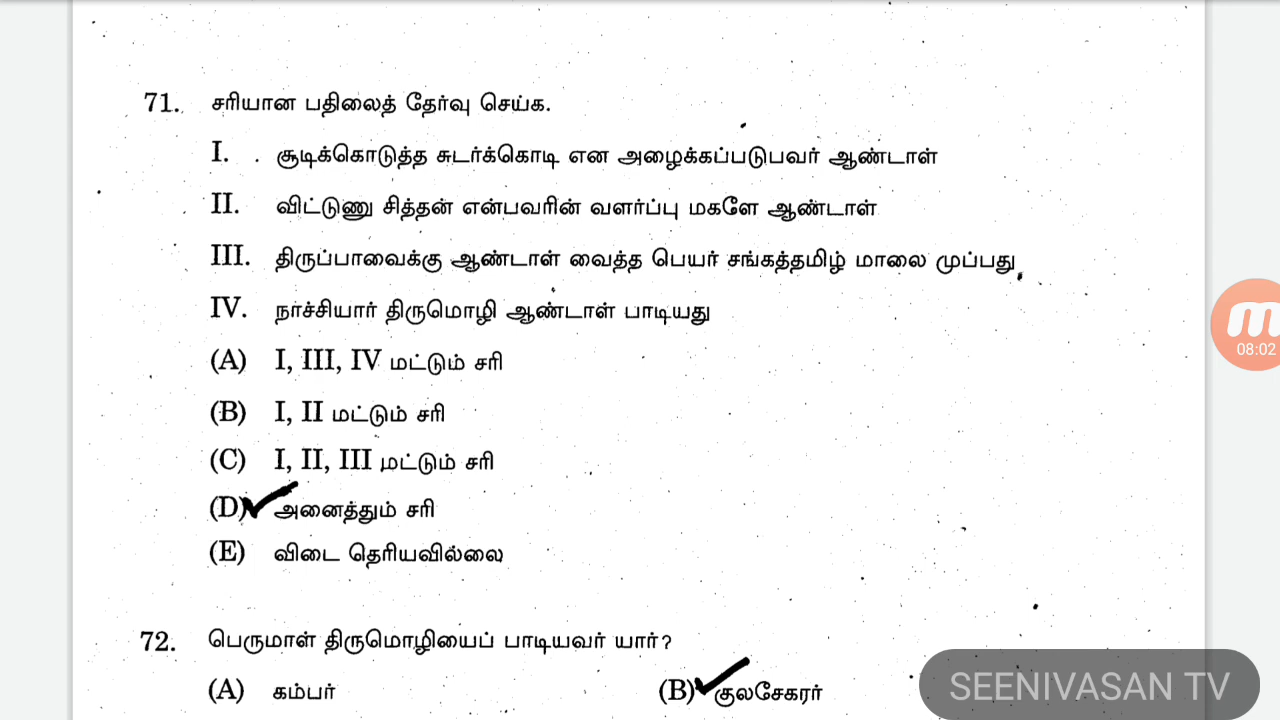 71. சரியான பதிலைத் தேர்வு செய்க.
I. சூடிக்கொடுத்த சுடர்க்கொடி என அழைக்கப்படுபவர் ஆண்டாள்
II. விட்டுணு சித்தன் என்பவரின் வளர்ப்பு மகளே ஆண்டாள்
III. திருப்பாவைக்கு ஆண்டாள் வைத்த பெயர் சங்கத்தமிழ் மாலை முப்பது
IV. நாச்சியார் திருமொழி ஆண்டாள் பாடியது
(A) I, III, IV மட்டும் சரி
(B) I, II மட்டும் சரி
(C) I, II, III மட்டும் சரி
(D) அனைத்தும் சரி
(E) விடை தெரியவில்லை
08:02
72. பெருமாள் திருமொழியைப் பாடியவர் யார்?
(A) கம்பர் (B) குலசேகரர்
SEENIVASAN TV